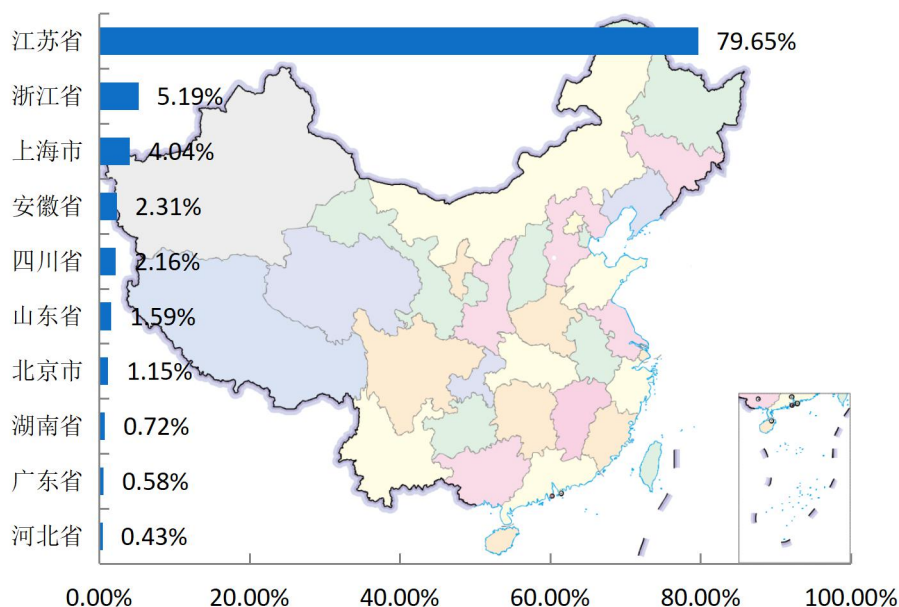 江苏省 79.65%
浙江省 5.19%
上海市 4.04%
安徽省 2.31%
四川省 2.16%
山东省 1.59%
北京市 1.15%
湖南省 0.72%
广东省 0.58%
河北省 0.43%
0.00% 20.00% 40.00% 60.00% 80.00% 100.00%